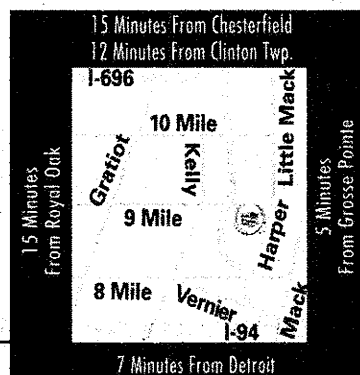 15 Minutes From Chesterfield
12 Minutes From Clinton Twp.
15 Minutes
From Royal Oak
5 Minutes
From Grosse Pointe
I-696
10 Mile
Gratiot
Kelly
Little Mack
9 Mile
Harper
8 Mile
Vernier
Mack
I-94
7 Minutes From Detroit